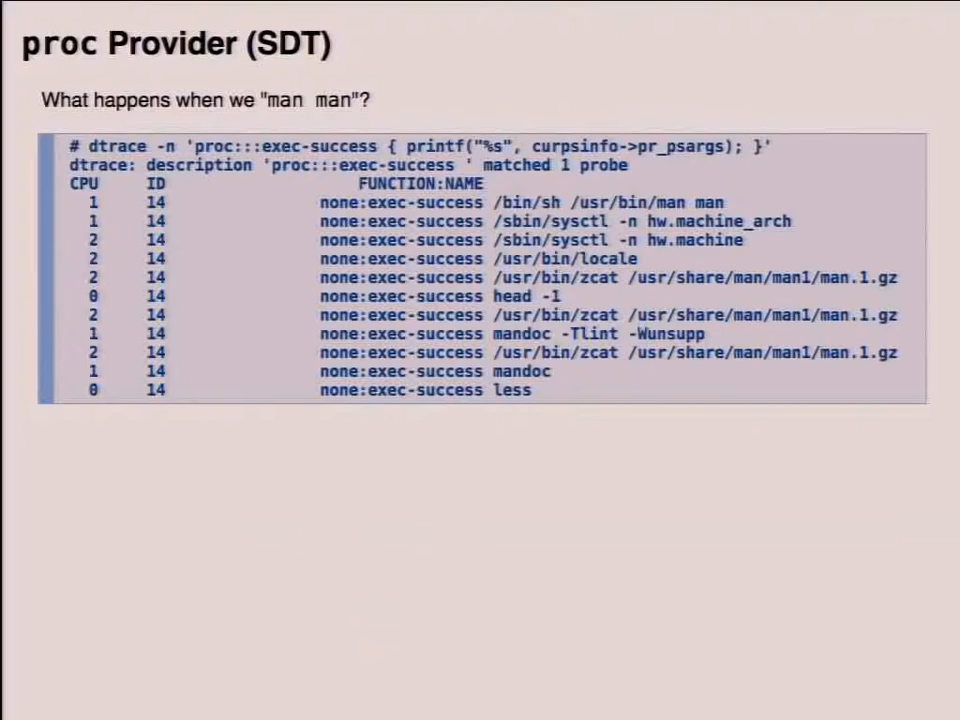 proc Provider (SDT)
What happens when we "man man"?
# dtrace -n 'proc:::exec-success { printf("%s", curpsinfo->pr_psargs); }'
dtrace: description 'proc:::exec-success ' matched 1 probe
CPU ID FUNCTION:NAME
1 14 none:exec-success /bin/sh /usr/bin/man man
1 14 none:exec-success /sbin/sysctl -n hw.machine_arch
2 14 none:exec-success /sbin/sysctl -n hw.machine
2 14 none:exec-success /usr/bin/locale
2 14 none:exec-success /usr/bin/zcat /usr/share/man/man1/man.1.gz
0 14 none:exec-success head -1
2 14 none:exec-success /usr/bin/zcat /usr/share/man/man1/man.1.gz
1 14 none:exec-success mandoc -Tlint -Wunsupp
2 14 none:exec-success /usr/bin/zcat /usr/share/man/man1/man.1.gz
1 14 none:exec-success mandoc
0 14 none:exec-success less